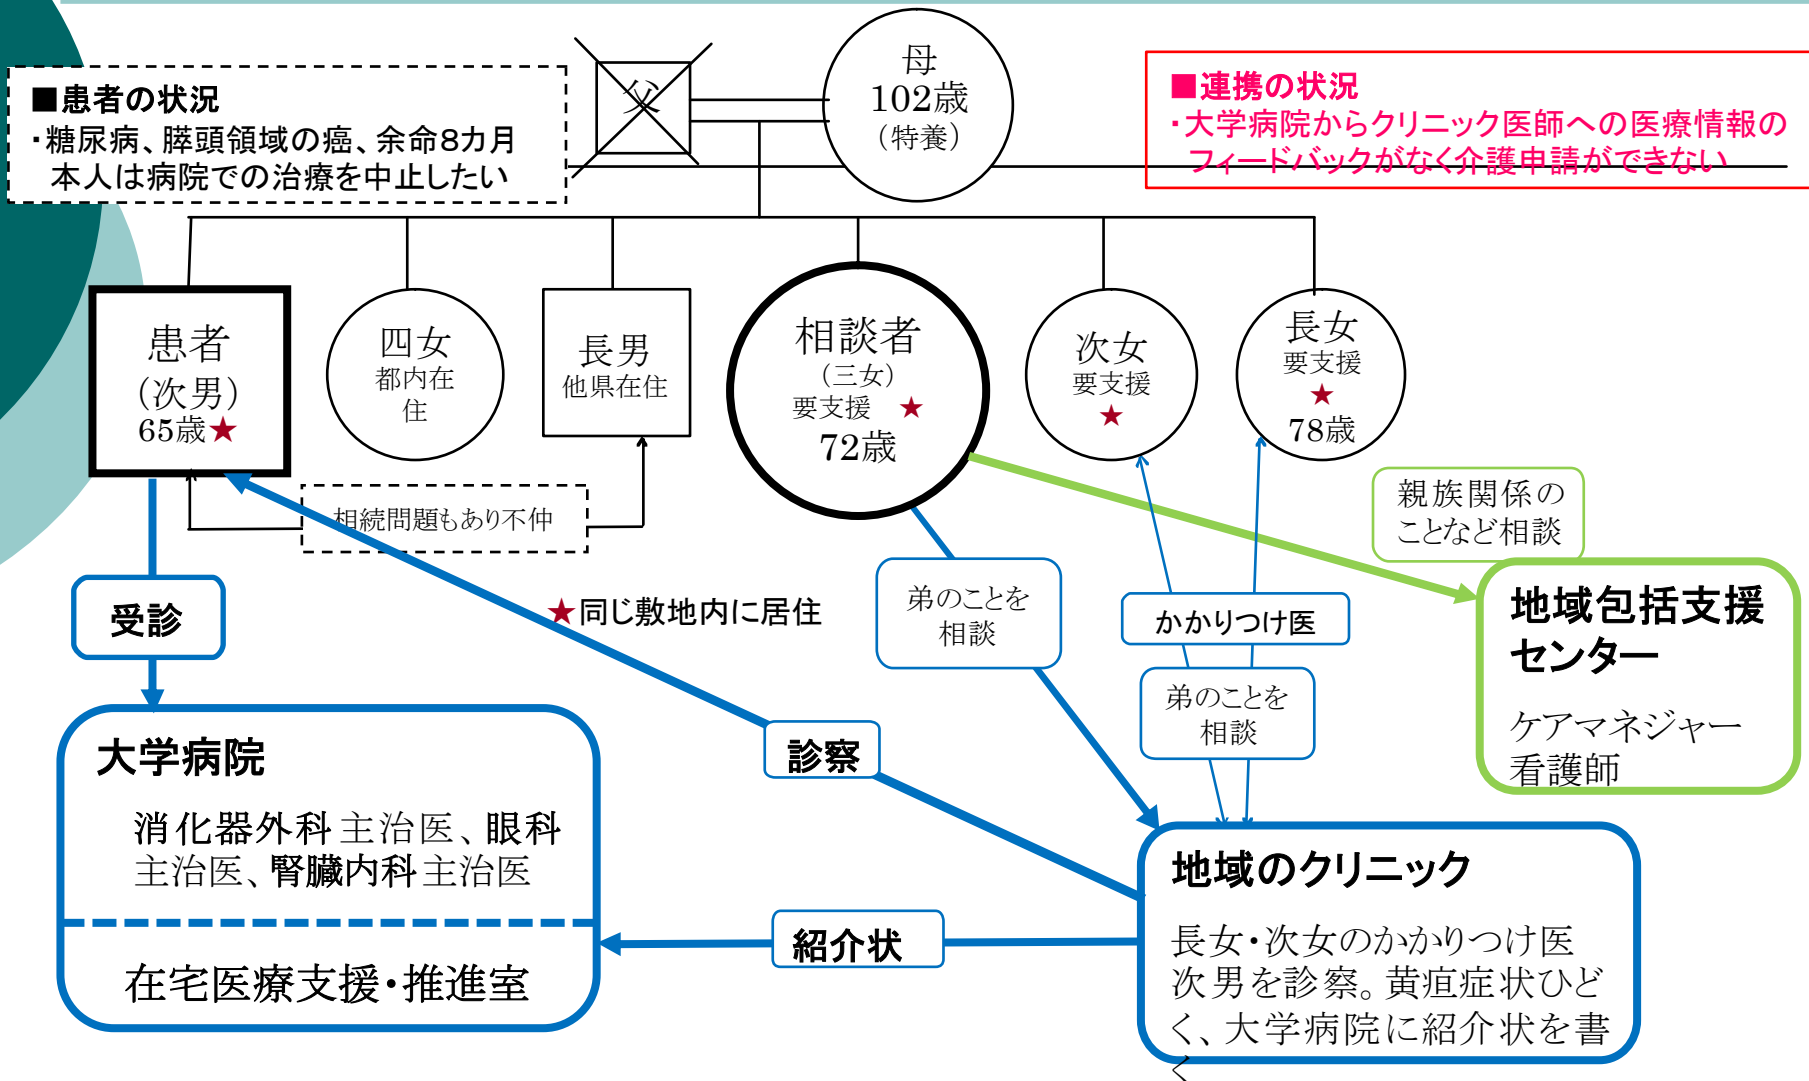 父
母
102歳
(特養)
■患者の状況
・糖尿病、膵頭領域の癌、余命8カ月
本人は病院での治療を中止したい
■連携の状況
・大学病院からクリニック医師への医療情報の
フィードバックがなく介護申請ができない
患者
(次男)
65歳★
四女
都内在
住
長男
他県在住
相談者
(三女)
要支援 ★
72歳
次女
要支援
★
長女
要支援
★
78歳
相続問題もあり不仲
親族関係の
ことなど相談
受診
★同じ敷地内に居住
弟のことを
相談
かかりつけ医
弟のことを
相談
地域包括支援
センター
ケアマネジャー
看護師
診察
大学病院
消化器外科主治医、眼科
主治医、腎臓内科主治医
在宅医療支援・推進室
紹介状
地域のクリニック
長女・次女のかかりつけ医
次男を診察。黄疸症状ひど
く、大学病院に紹介状を書
く